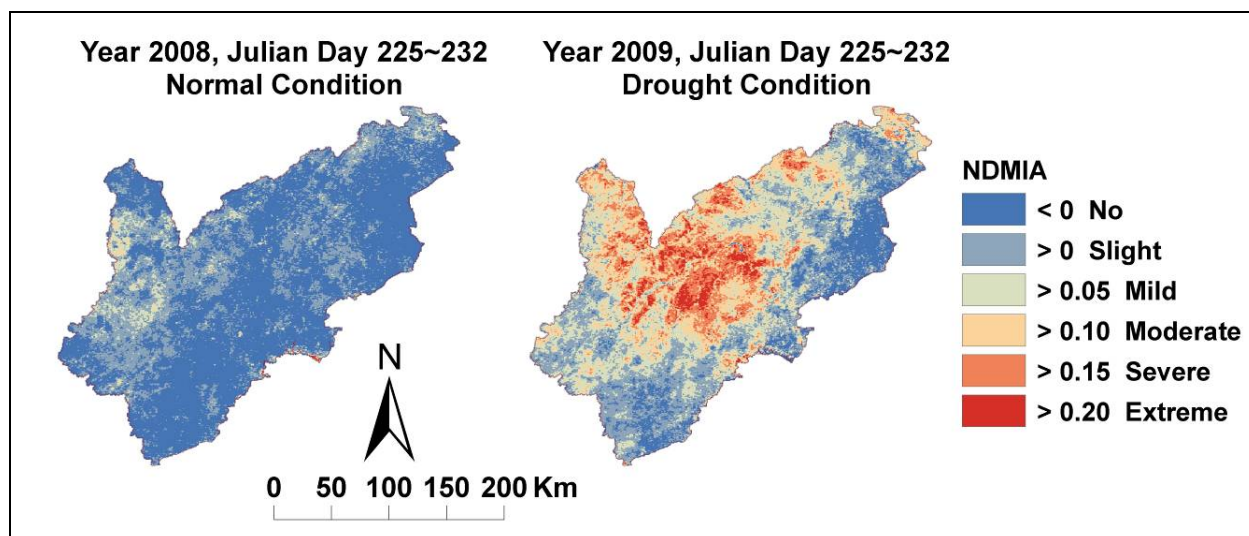 Year 2008, Julian Day 225~232
Normal Condition
Year 2009, Julian Day 225~232
Drought Condition
NDMIA
< 0 No
> 0 Slight
> 0.05 Mild
> 0.10 Moderate
> 0.15 Severe
> 0.20 Extreme
N
0 50 100 150 200 Km